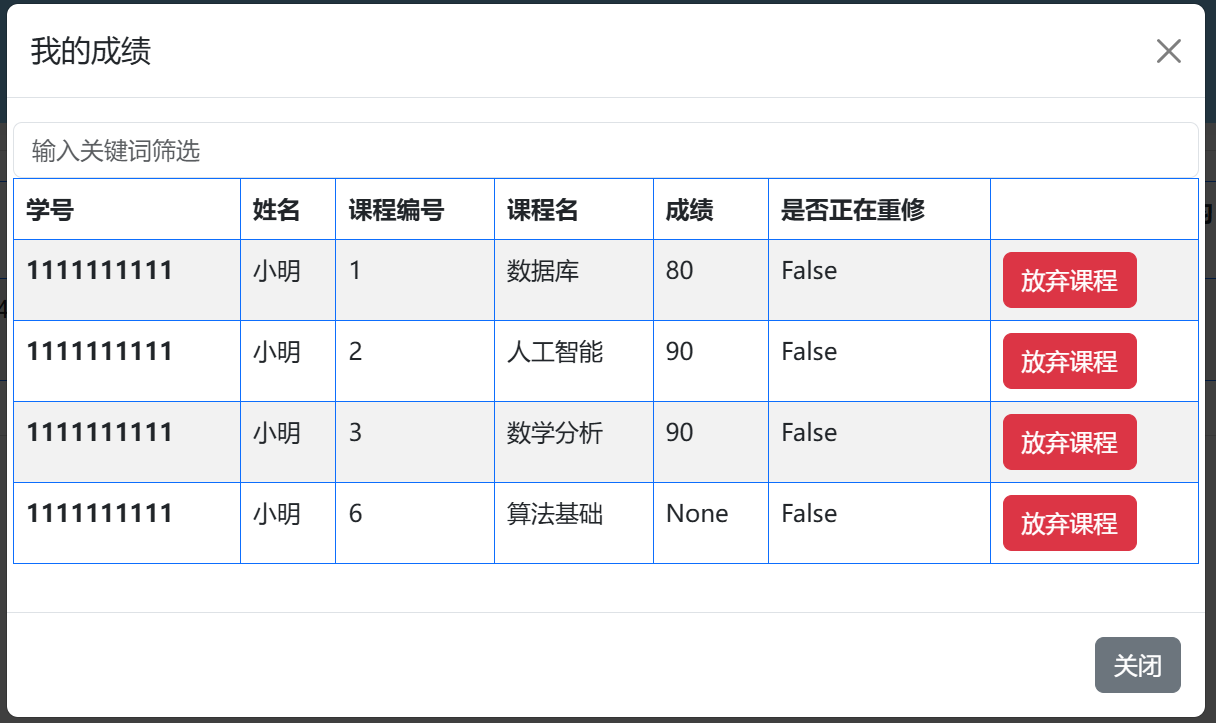 我的成绩
输入关键词筛选
学号 姓名 课程编号 课程名 成绩 是否正在重修
1111111111 小明 1 数据库 80 False 放弃课程
1111111111 小明 2 人工智能 90 False 放弃课程
1111111111 小明 3 数学分析 90 False 放弃课程
1111111111 小明 6 算法基础 None False 放弃课程
关闭